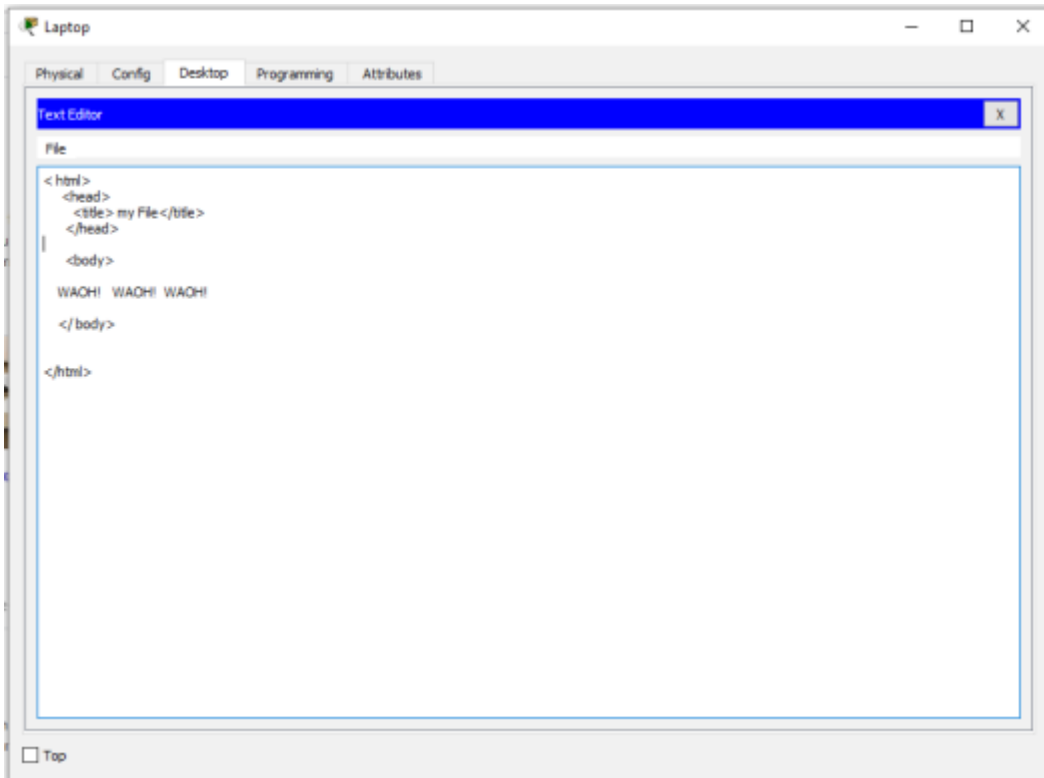 Laptop
Physical Config Desktop Programming Attributes
Text Editor X
File
< html>
<head>
<title> my File</title>
</head>
<body>
WAOH! WAOH! WAOH!
</ body>
</html>
Top